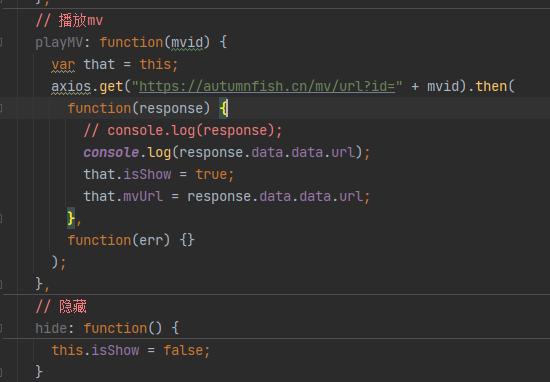 },
// 播放mv
playMV: function(mvid) {
var that = this;
axios.get("https://autumnfish.cn/mv/url?id=" + mvid).then(
function(response) {
// console.log(response);
console.log(response.data.data.url);
that.isShow = true;
that.mvUrl = response.data.data.url;
},
function(err) {}
);
},
// 隐藏
hide: function() {
this.isShow = false;
}